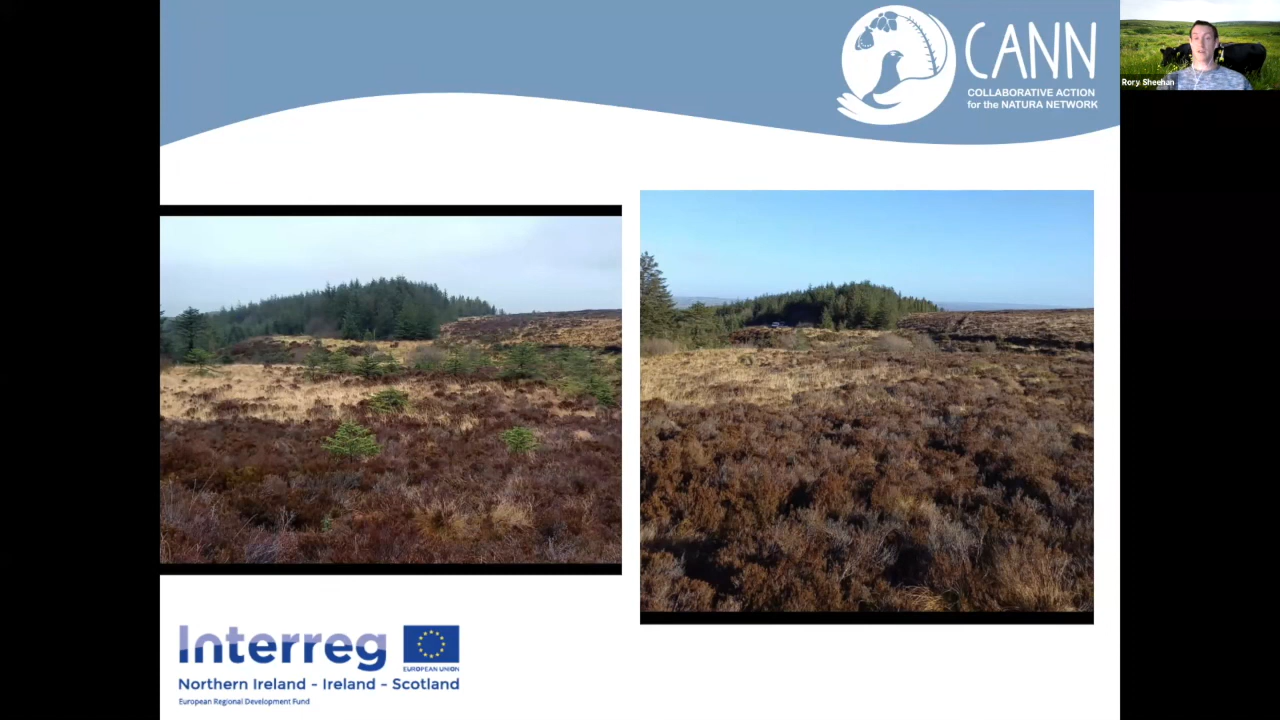 CANN
COLLABORATIVE ACTION
for the NATURA NETWORK
Rory Sheehan
Interreg
EUROPEAN UNION
Northern Ireland - Ireland - Scotland
European Regional Development Fund